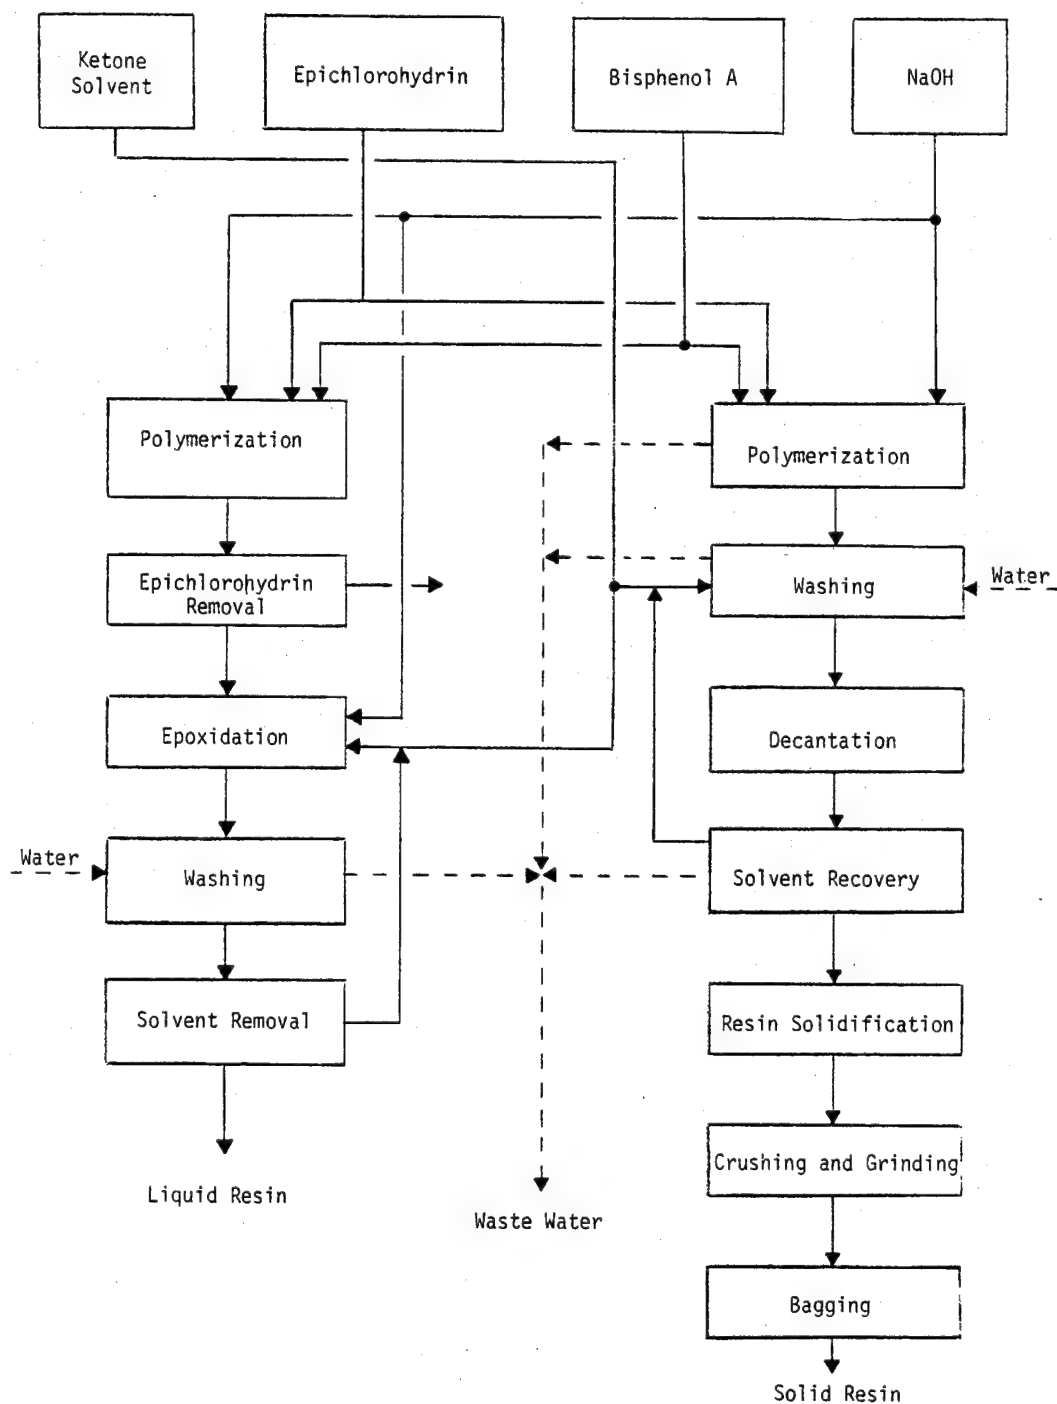 Ketone
Solvent
Epichlorohydrin
Bisphenol A
NaOH
Polymerization
Polymerization
Epichlorohydrin
Removal
Washing
Water
Epoxidation
Decantation
Water
Washing
Solvent Recovery
Solvent Removal
Resin Solidification
Crushing and Grinding
Liquid Resin
Waste Water
Bagging
Solid Resin